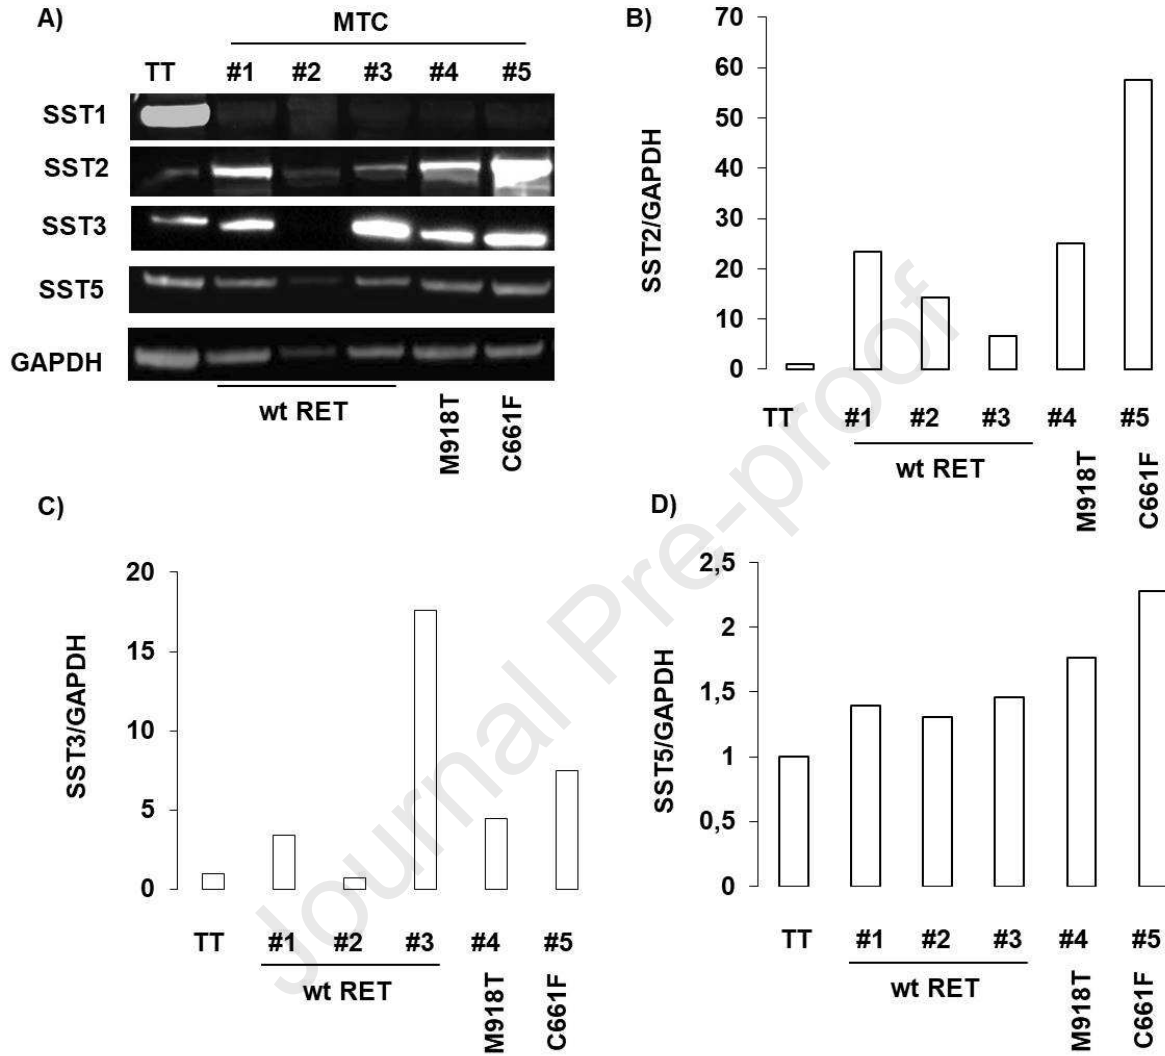 A)
MTC
TT #1 #2 #3 #4 #5
SST1
SST2
SST3
SST5
GAPDH
wt RET
M918T
C661F
B)
SST2/GAPDH
70
60
50
40
30
20
10
0
TT #1 #2 #3 #4 #5
wt RET
M918T
C661F
C)
SST3/GAPDH
20
15
10
5
0
TT #1 #2 #3 #4 #5
wt RET
M918T
C661F
D)
SST5/GAPDH
2,5
2
1,5
1
0,5
0
TT #1 #2 #3 #4 #5
wt RET
M918T
C661F
Journal Pre-proof